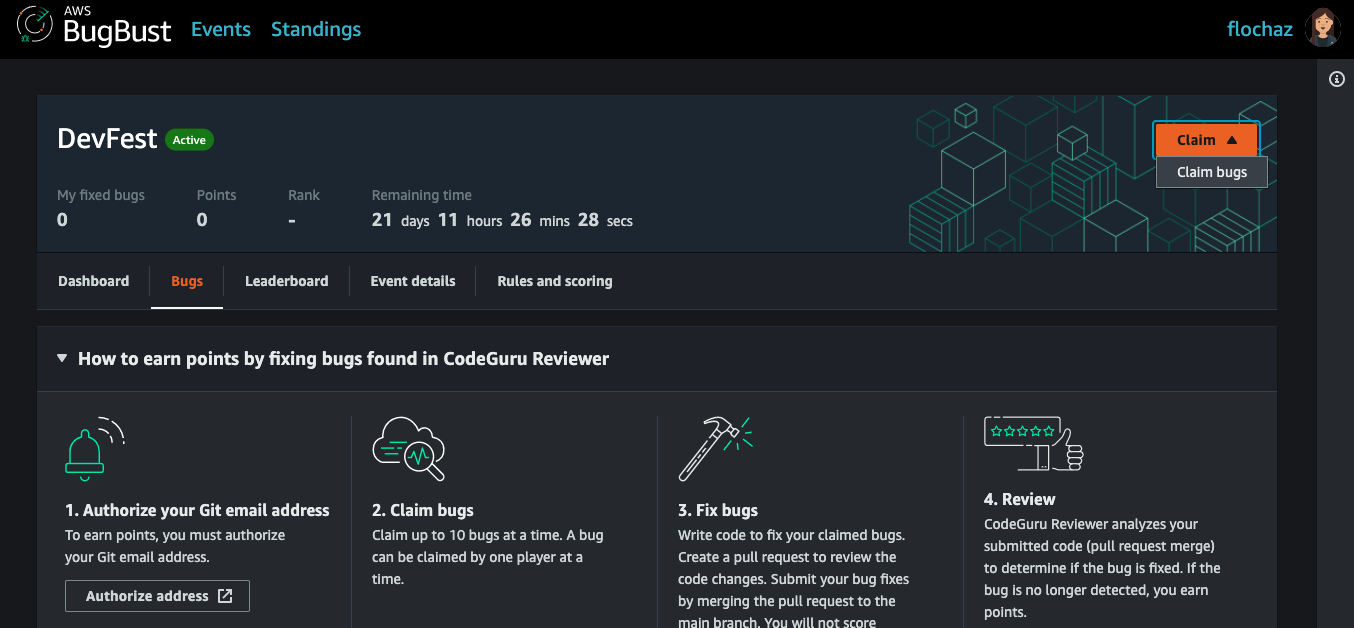 AWS
BugBust
Events
Standings
flochaz
DevFest
Active
Claim
Claim bugs
My fixed bugs
Points
Rank
Remaining time
0
0
-
21 days 11 hours 26 mins 28 secs
Dashboard
Bugs
Leaderboard
Event details
Rules and scoring
How to earn points by fixing bugs found in CodeGuru Reviewer
1. Authorize your Git email address
To earn points, you must authorize
your Git email address.
Authorize address
2. Claim bugs
Claim up to 10 bugs at a time. A bug
can be claimed by one player at a
time.
3. Fix bugs
Write code to fix your claimed bugs.
Create a pull request to review the
code changes. Submit your bug fixes
by merging the pull request to the
main branch. You will not score
4. Review
CodeGuru Reviewer analyzes your
submitted code (pull request merge)
to determine if the bug is fixed. If the
bug is no longer detected, you earn
points.